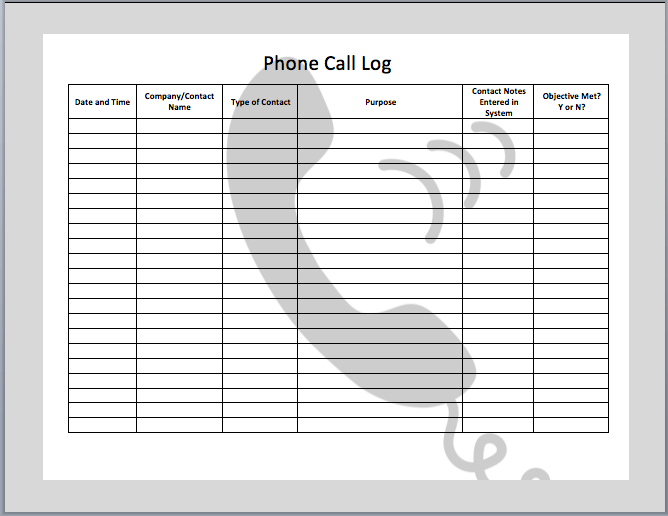 Phone Call Log
Date and Time
Company/Contact
Name
Type of Contact
Purpose
Contact Notes
Entered in
System
Objective Met?
Y or N?